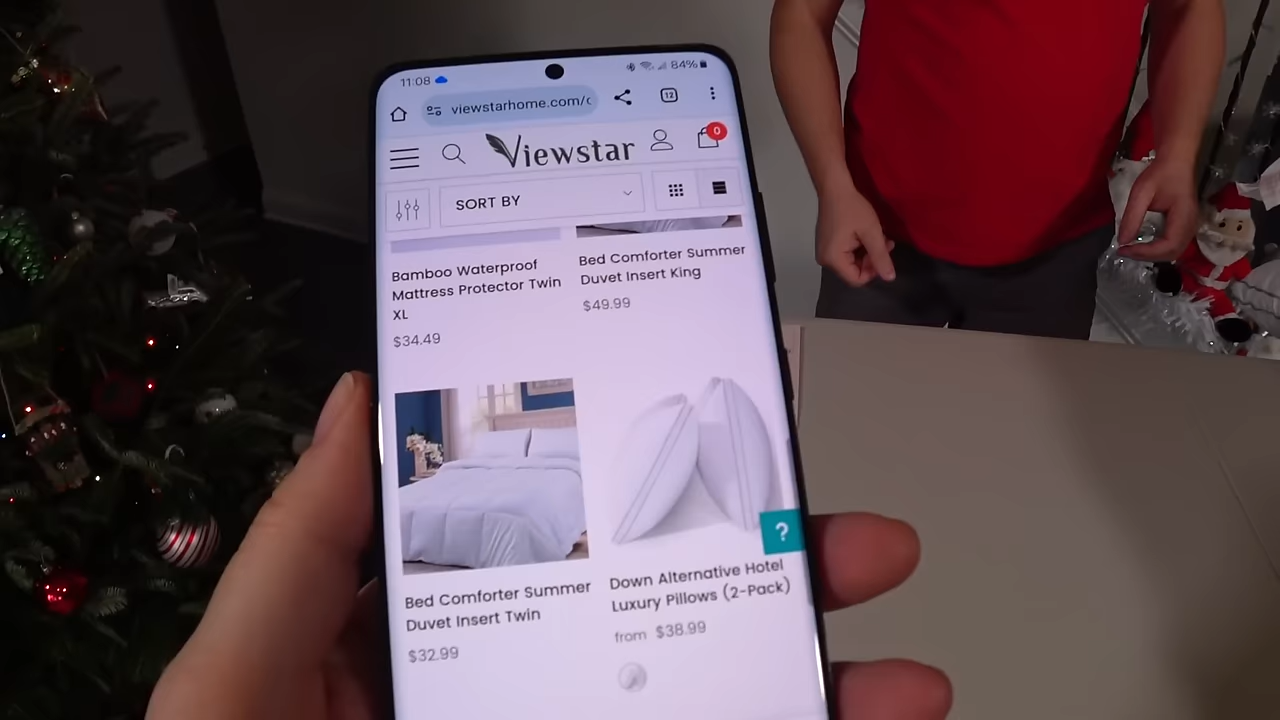 11:08
84%
viewstarhome.com/c
12
Viewstar
0
SORT BY
Bamboo Waterproof
Mattress Protector Twin
XL
$34.49
Bed Comforter Summer
Duvet Insert King
$49.99
Bed Comforter Summer
Duvet Insert Twin
$32.99
?
Down Alternative Hotel
Luxury Pillows (2-Pack)
from $38.99